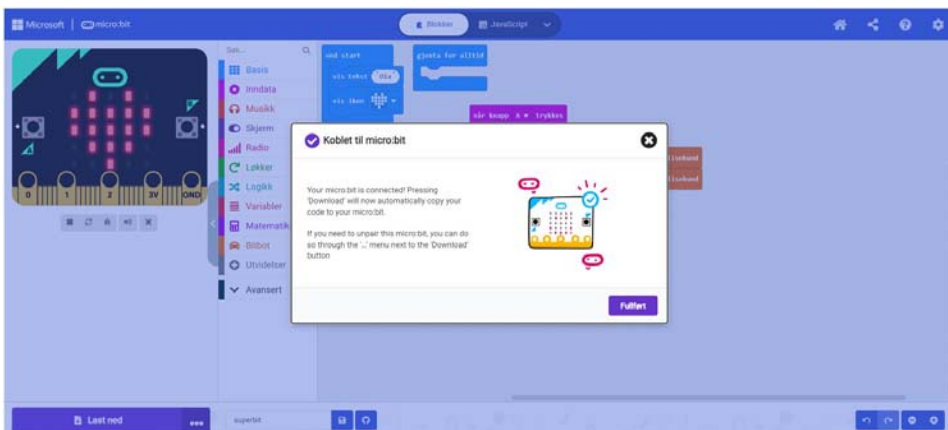 Microsoft
micro:bit
Blokker
JavaScript
Søk...
Basis
Inndata
Musikk
Skjerm
Radio
Løkker
Logikk
Variabler
Matematik
Bitbot
Utvidelser
Avansert
ved start
vis tekst
vis ikon
gjenta for alltid
når knapp A trykkes
0 1 2 3V GND
Koblet til micro:bit
Your micro:bit is connected! Pressing
'Download' will now automatically copy your
code to your micro:bit.
If you need to unpair this micro:bit, you can do
so through the '...' menu next to the 'Download'
button
Fullført
Last ned
superbit